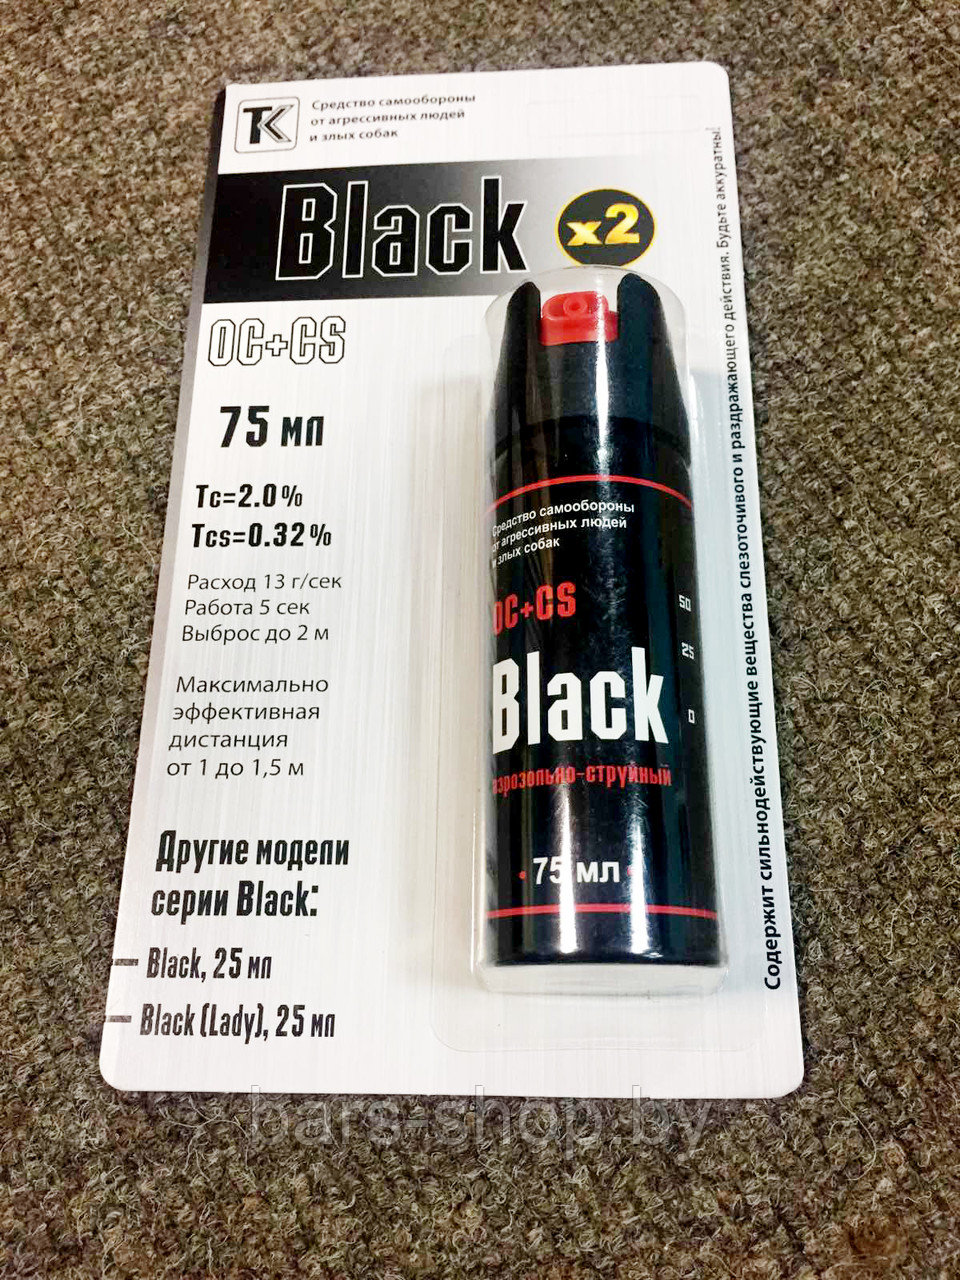 TK
Средство самообороны
от агрессивных людей
и злых собак
Black x2
OC+CS
75 мл
Tc=2.0%
Tcs=0.32%
Расход 13 г/сек
Работа 5 сек
Выброс до 2 м
Максимально
эффективная
дистанция
от 1 до 1,5 м
Другие модели
серии Black:
Black, 25 мл
Black (Lady), 25 мл
Средство самообороны
от агрессивных людей
и злых собак
OC+CS
Black
аэрозольно-струйный
75 мл
50
25
0
Содержит сильнодействующие вещества слезоточивого и раздражающего действия. Будьте аккуратны!
bars-shop.by